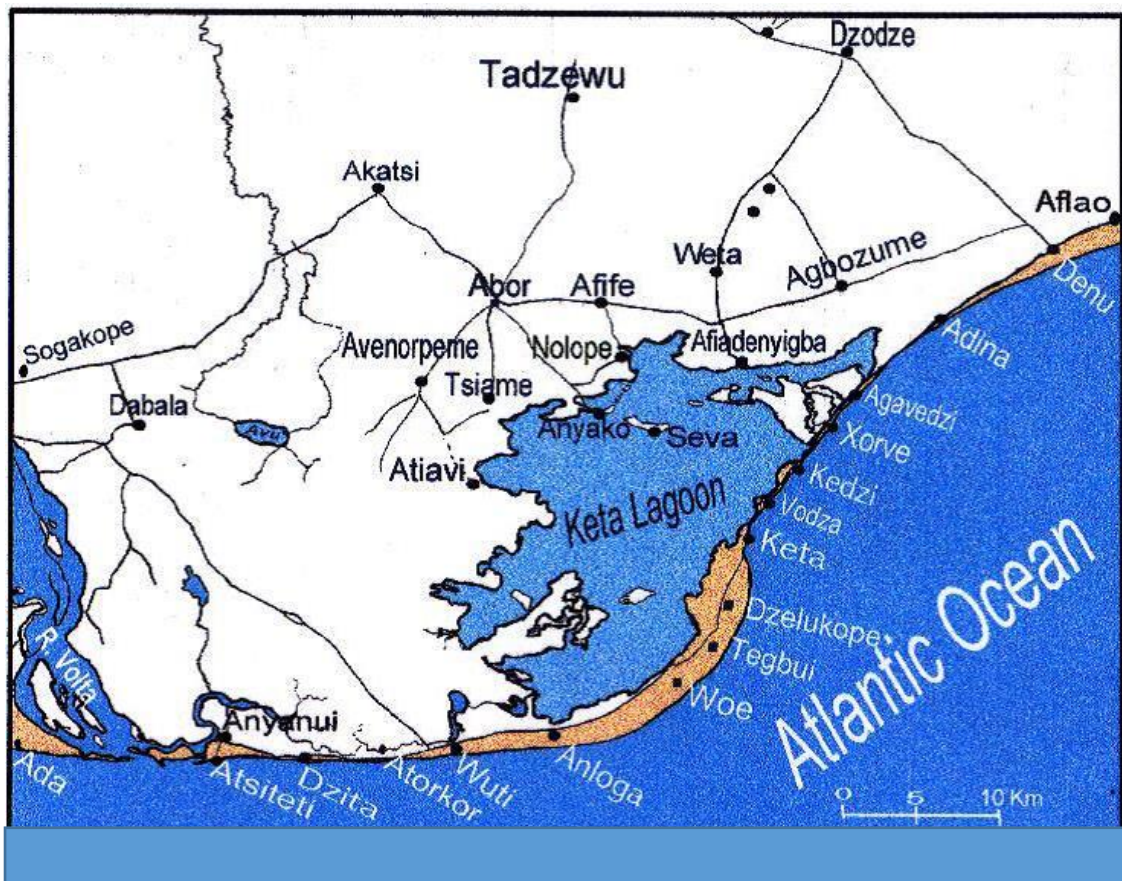 Dzodze
Tadzewu
Akatsi
Aflao
Weta
Agbozume
Denu
Abor
Afife
Sogakope
Avenorpeme
Nolope
Afiadenyigba
Adina
Tsiame
Dabala
Agavedzi
Anyako
Seva
Xorve
Avu
Atiavi
Kedzi
Keta Lagoon
Vodza
Keta
Dzelukope
Tegbui
R. Volta
Woe
Atlantic Ocean
Anyanui
Ada
Atsiteti
Dzita
Atorkor
Wuti
Anloga
0 5 10 Km